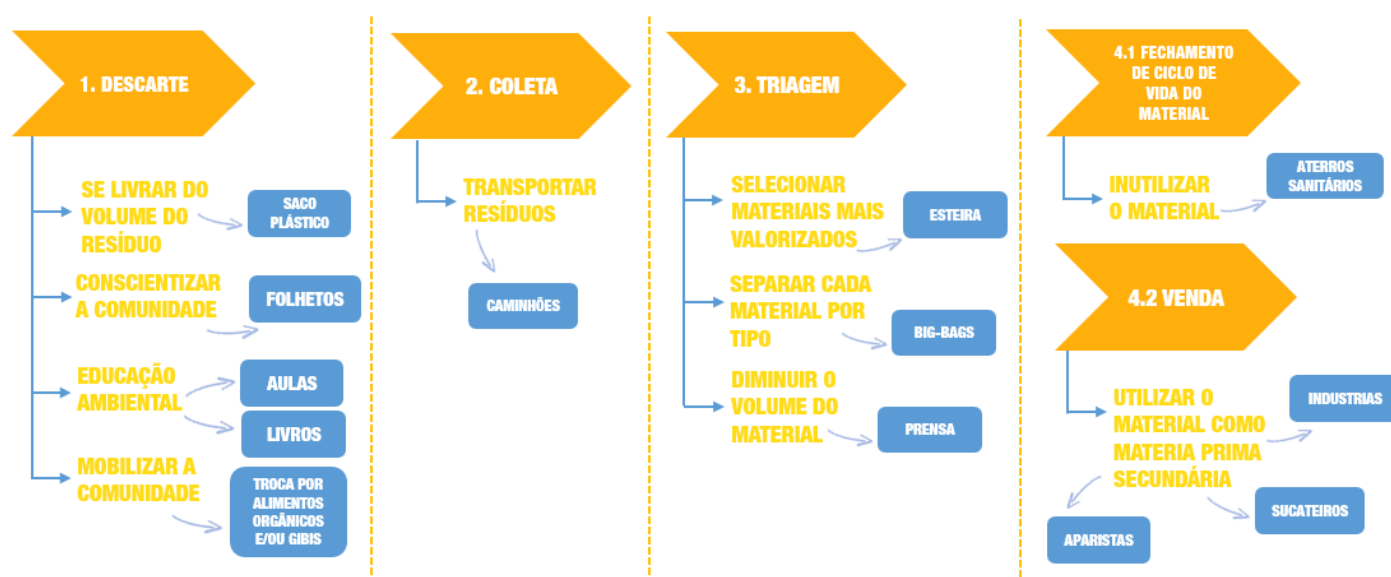 1. DESCARTE
SE LIVRAR DO
VOLUME DO
RESÍDUO
SACO
PLÁSTICO
CONSCIENTIZAR
A COMUNIDADE
FOLHETOS
EDUCAÇÃO
AMBIENTAL
AULAS
LIVROS
MOBILIZAR A
COMUNIDADE
TROCA POR
ALIMENTOS
ORGÂNICOS
E/OU GIBIS
2. COLETA
TRANSPORTAR
RESÍDUOS
CAMINHÕES
3. TRIAGEM
SELECIONAR
MATERIAIS MAIS
VALORIZADOS
ESTEIRA
SEPARAR CADA
MATERIAL POR
TIPO
BIG-BAGS
DIMINUIR O
VOLUME DO
MATERIAL
PRENSA
4.1 FECHAMENTO
DE CICLO DE
VIDA DO
MATERIAL
INUTILIZAR
O MATERIAL
ATERROS
SANITÁRIOS
4.2 VENDA
UTILIZAR O
MATERIAL COMO
MATERIA PRIMA
SECUNDÁRIA
INDUSTRIAS
SUCATEIROS
APARISTAS